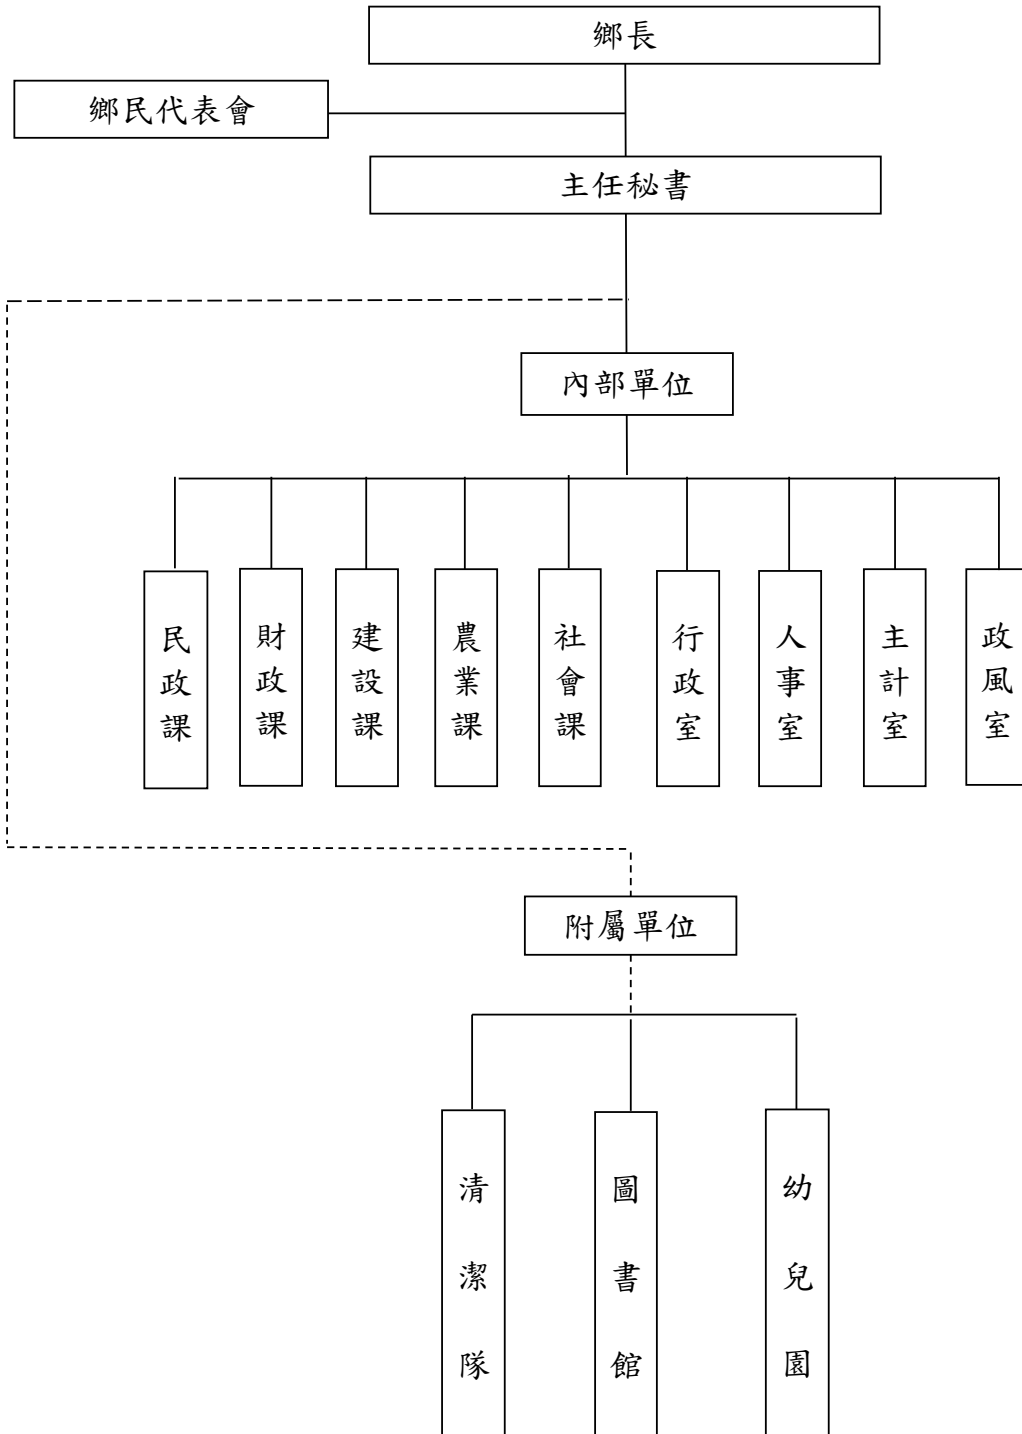 鄉長
鄉民代表會
主任秘書
內部單位
民政課
財政課
建設課
農業課
社會課
行政室
人事室
主計室
政風室
附屬單位
清潔隊
圖書館
幼兒園